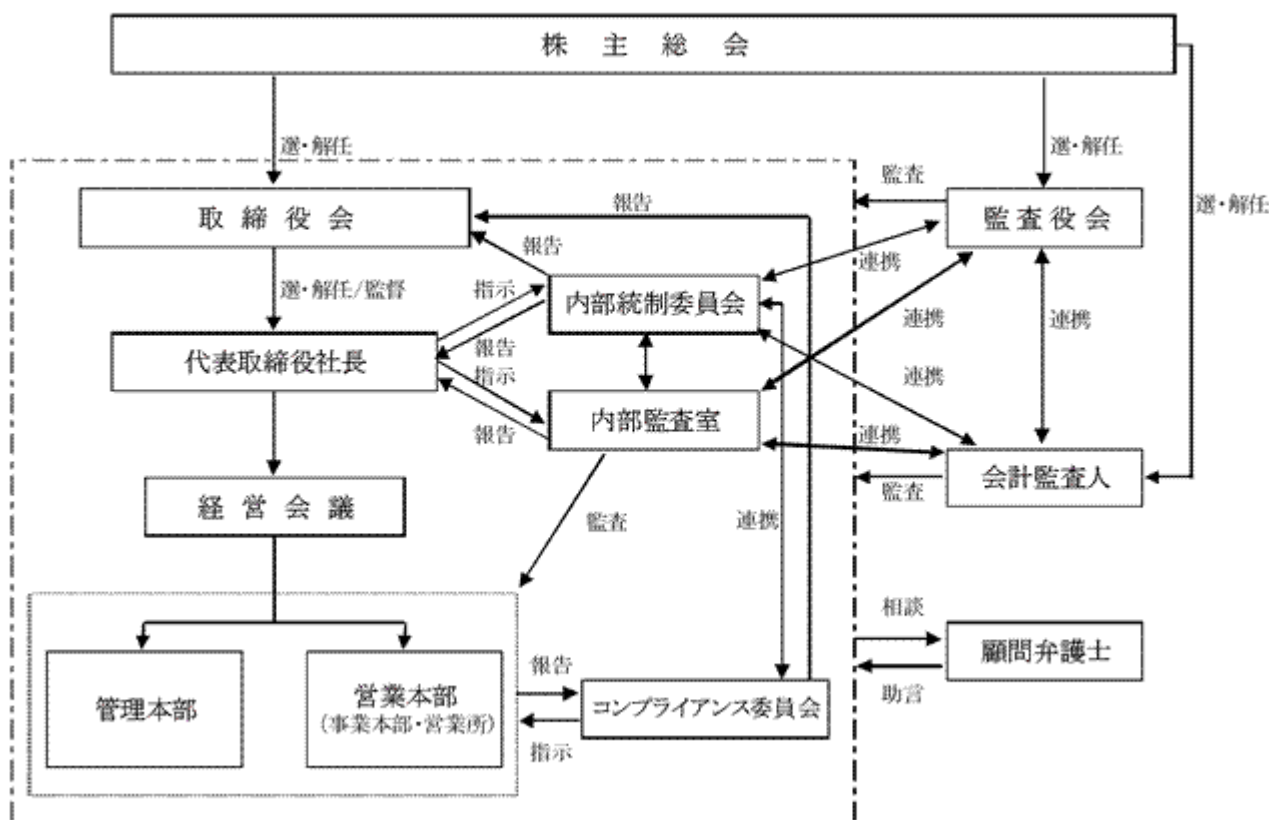 株主総会
選・解任
選・解任
監査
選・解任
取締役会
報告
監査役会
報告
連携
選・解任/監督
指示
内部統制委員会
連携
連携
代表取締役社長
報告
指示
連携
内部監査室
報告
連携
会計監査人
経営会議
監査
監査
連携
相談
顧問弁護士
助言
管理本部
営業本部
(事業本部・営業所)
報告
コンプライアンス委員会
指示